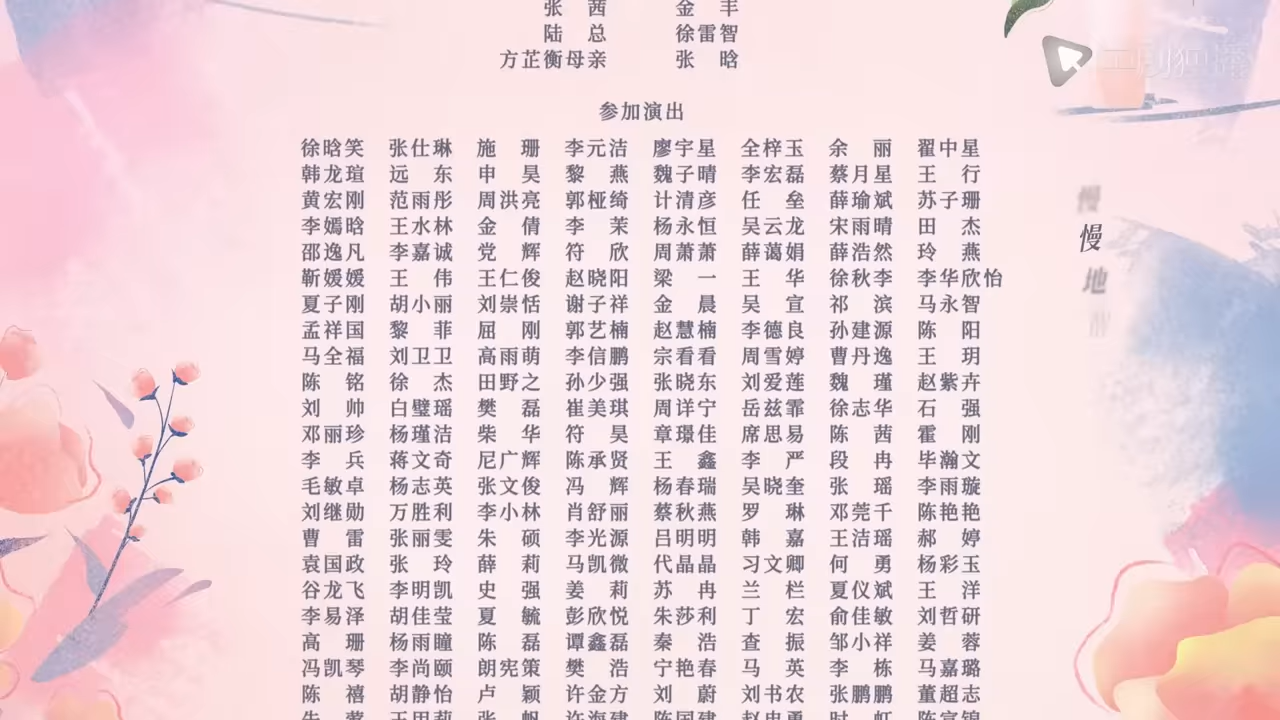 张 茜 金 丰
陆 总 徐雷智
方芷衡母亲 张 晗
参加演出
徐晗笑 张仕琳 施 珊 李元洁 廖宇星 全梓玉 余 丽 翟中星
韩龙瑄 远 东 申 昊 黎 燕 魏子晴 李宏磊 蔡月星 王 行
黄宏刚 范雨彤 周洪亮 郭桠绮 计清彦 任 垒 薛瑜斌 苏子珊
李嫣晗 王水林 金 倩 李 茉 杨永恒 吴云龙 宋雨晴 田 杰
邵逸凡 李嘉诚 党 辉 符 欣 周萧萧 薛蔼娟 薛浩然 玲 燕
靳媛媛 王 伟 王仁俊 赵晓阳 梁 一 王 华 徐秋李 李华欣怡
夏子刚 胡小丽 刘崇恬 谢子祥 金 晨 吴 宣 祁 滨 马永智
孟祥国 黎 菲 屈 刚 郭艺楠 赵慧楠 李德良 孙建源 陈 阳
马全福 刘卫卫 高雨萌 李信鹏 宗看看 周雪婷 曹丹逸 王 玥
陈 铭 徐 杰 田野之 孙少强 张晓东 刘爱莲 魏 瑾 赵紫卉
刘 帅 白璧瑶 樊 磊 崔美琪 周详宁 岳兹霏 徐志华 石 强
邓丽珍 杨瑾洁 柴 华 符 昊 章璟佳 席思易 陈 茜 霍 刚
李 兵 蒋文奇 尼广辉 陈承贤 王 鑫 李 严 段 冉 毕瀚文
毛敏卓 杨志英 张文俊 冯 辉 杨春瑞 吴晓奎 张 瑶 李雨璇
刘继勋 万胜利 李小林 肖舒丽 蔡秋燕 罗 琳 邓莞千 陈艳艳
曹 雷 张丽雯 朱 硕 李光源 吕明明 韩 嘉 王洁瑶 郝 婷
袁国政 张 玲 薛 莉 马凯微 代晶晶 习文卿 何 勇 杨彩玉
谷龙飞 李明凯 史 强 姜 莉 苏 冉 兰 栏 夏仪斌 王 洋
李易泽 胡佳莹 夏 毓 彭欣悦 朱莎利 丁 宏 俞佳敏 刘哲研
高 珊 杨雨瞳 陈 磊 谭鑫磊 秦 浩 查 振 邹小祥 姜 蓉
冯凯琴 李尚颐 朗宪策 樊 浩 宁艳春 马 英 李 栋 马嘉璐
陈 禧 胡静怡 卢 颖 许金方 刘 蔚 刘书农 张鹏鹏 董超志
慢
慢
地